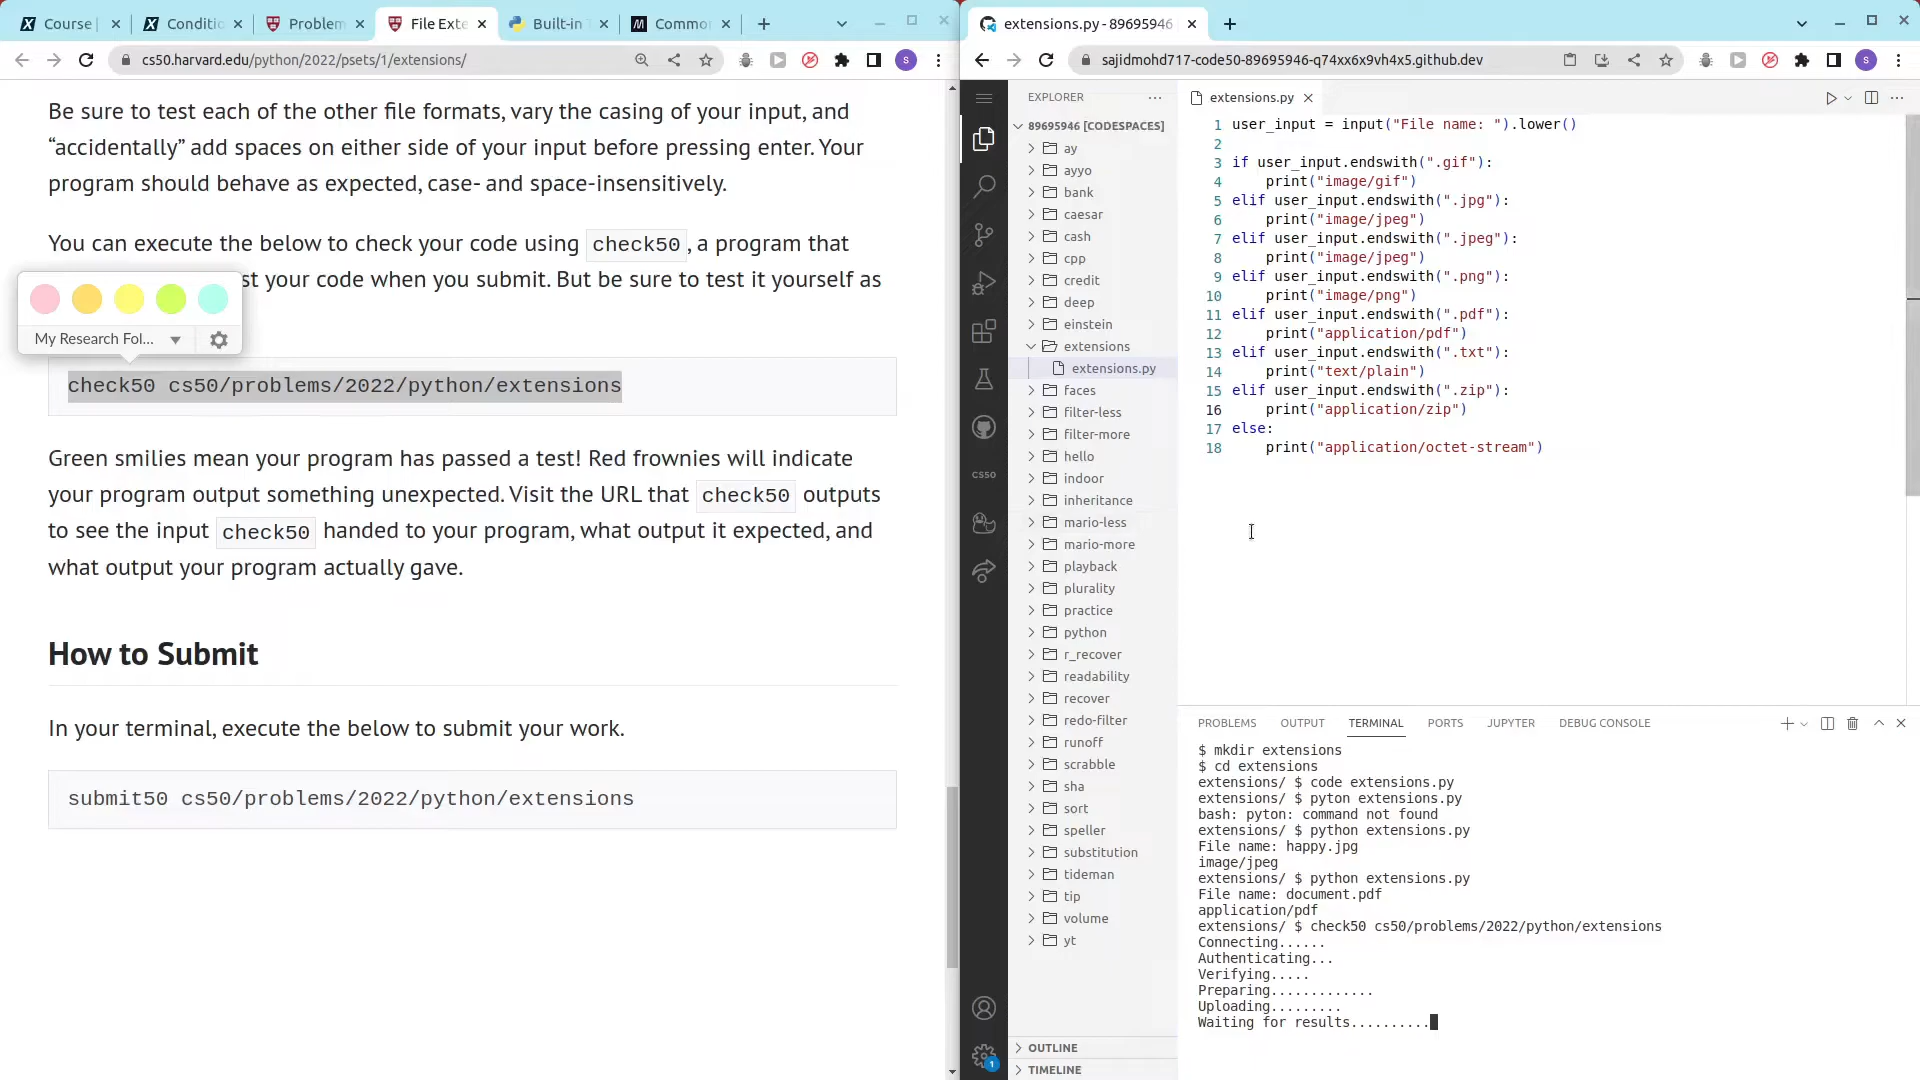 Course
Conditio
Problem
File Exte
Built-in T
Commo
cs50.harvard.edu/python/2022/psets/1/extensions/
S
Be sure to test each of the other file formats, vary the casing of your input, and
“accidentally” add spaces on either side of your input before pressing enter. Your
program should behave as expected, case- and space-insensitively.
You can execute the below to check your code using check50, a program that
st your code when you submit. But be sure to test it yourself as
My Research Fol...
check50 cs50/problems/2022/python/extensions
Green smilies mean your program has passed a test! Red frownies will indicate
your program output something unexpected. Visit the URL that check50 outputs
to see the input check50 handed to your program, what output it expected, and
what output your program actually gave.
How to Submit
In your terminal, execute the below to submit your work.
submit50 cs50/problems/2022/python/extensions
extensions.py - 89695946
sajidmohd717-code50-89695946-q74xx6x9vh4x5.github.dev
S
EXPLORER
89695946 [CODESPACES]
ay
ayyo
bank
caesar
cash
cpp
credit
deep
einstein
extensions
extensions.py
faces
filter-less
filter-more
hello
indoor
inheritance
mario-less
mario-more
playback
plurality
practice
python
r_recover
readability
recover
redo-filter
runoff
scrabble
sha
sort
speller
substitution
tideman
tip
volume
yt
OUTLINE
TIMELINE
CS50
1
extensions.py
1 user_input = input("File name: ").lower()
2
3 if user_input.endswith(".gif"):
4 print("image/gif")
5 elif user_input.endswith(".jpg"):
6 print("image/jpeg")
7 elif user_input.endswith(".jpeg"):
8 print("image/jpeg")
9 elif user_input.endswith(".png"):
10 print("image/png")
11 elif user_input.endswith(".pdf"):
12 print("application/pdf")
13 elif user_input.endswith(".txt"):
14 print("text/plain")
15 elif user_input.endswith(".zip"):
16 print("application/zip")
17 else:
18 print("application/octet-stream")
PROBLEMS OUTPUT TERMINAL PORTS JUPYTER DEBUG CONSOLE
$ mkdir extensions
$ cd extensions
extensions/ $ code extensions.py
extensions/ $ pyton extensions.py
bash: pyton: command not found
extensions/ $ python extensions.py
File name: happy.jpg
image/jpeg
extensions/ $ python extensions.py
File name: document.pdf
application/pdf
extensions/ $ check50 cs50/problems/2022/python/extensions
Connecting......
Authenticating...
Verifying.....
Preparing.............
Uploading.........
Waiting for results..........